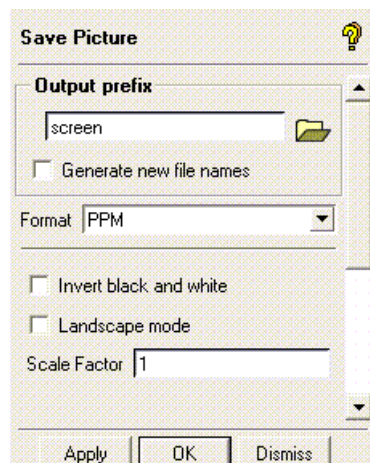 Save Picture
Output prefix
screen
Generate new file names
Format PPM
Invert black and white
Landscape mode
Scale Factor 1
Apply OK Dismiss